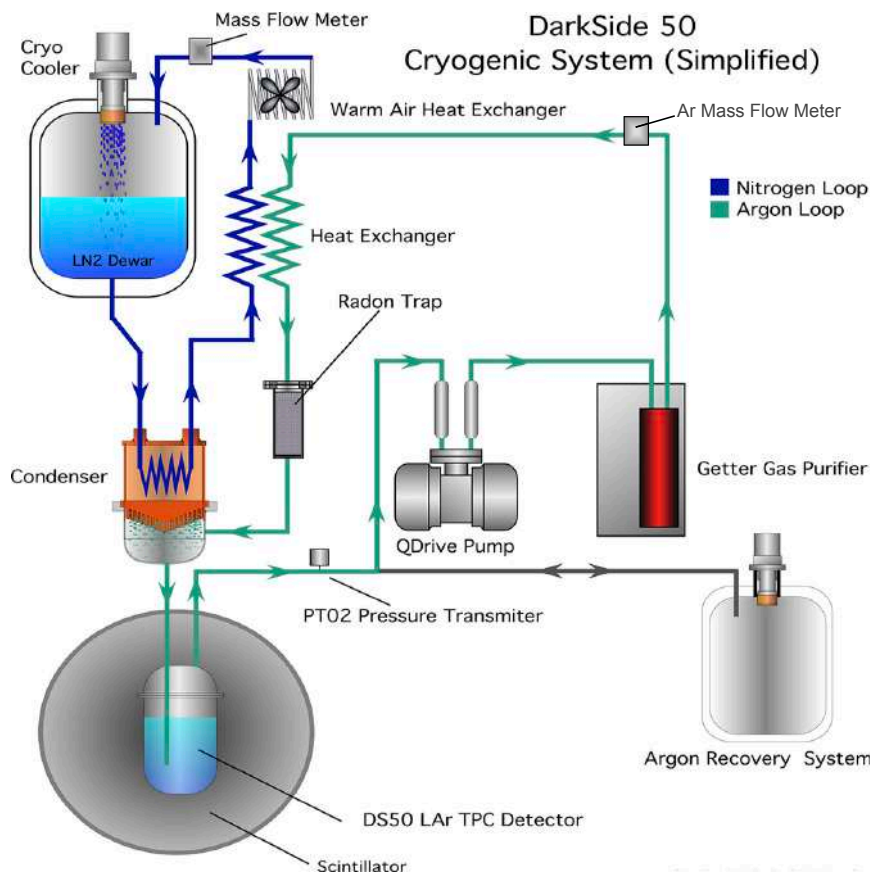 Mass Flow Meter
DarkSide 50
Cryogenic System (Simplified)
Cryo
Cooler
Warm Air Heat Exchanger
Ar Mass Flow Meter
Nitrogen Loop
Argon Loop
Heat Exchanger
LN2 Dewar
Radon Trap
Condenser
Getter Gas Purifier
QDrive Pump
PT02 Pressure Transmiter
Argon Recovery System
DS50 LAr TPC Detector
Scintillator